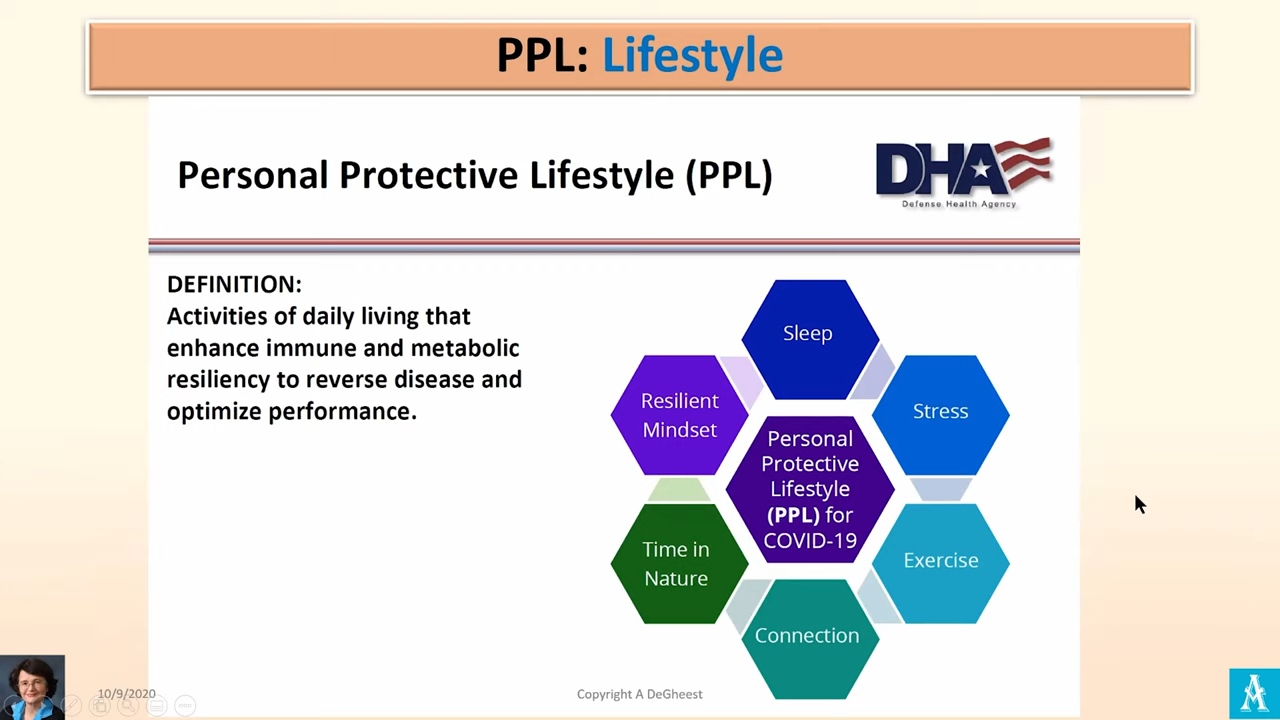 PPL: Lifestyle
Personal Protective Lifestyle (PPL)
DHA
Defense Health Agency
DEFINITION:
Activities of daily living that
enhance immune and metabolic
resiliency to reverse disease and
optimize performance.
Sleep
Stress
Exercise
Connection
Time in
Nature
Resilient
Mindset
Personal
Protective
Lifestyle
(PPL) for
COVID-19
10/9/2020
Copyright A DeGheest
A